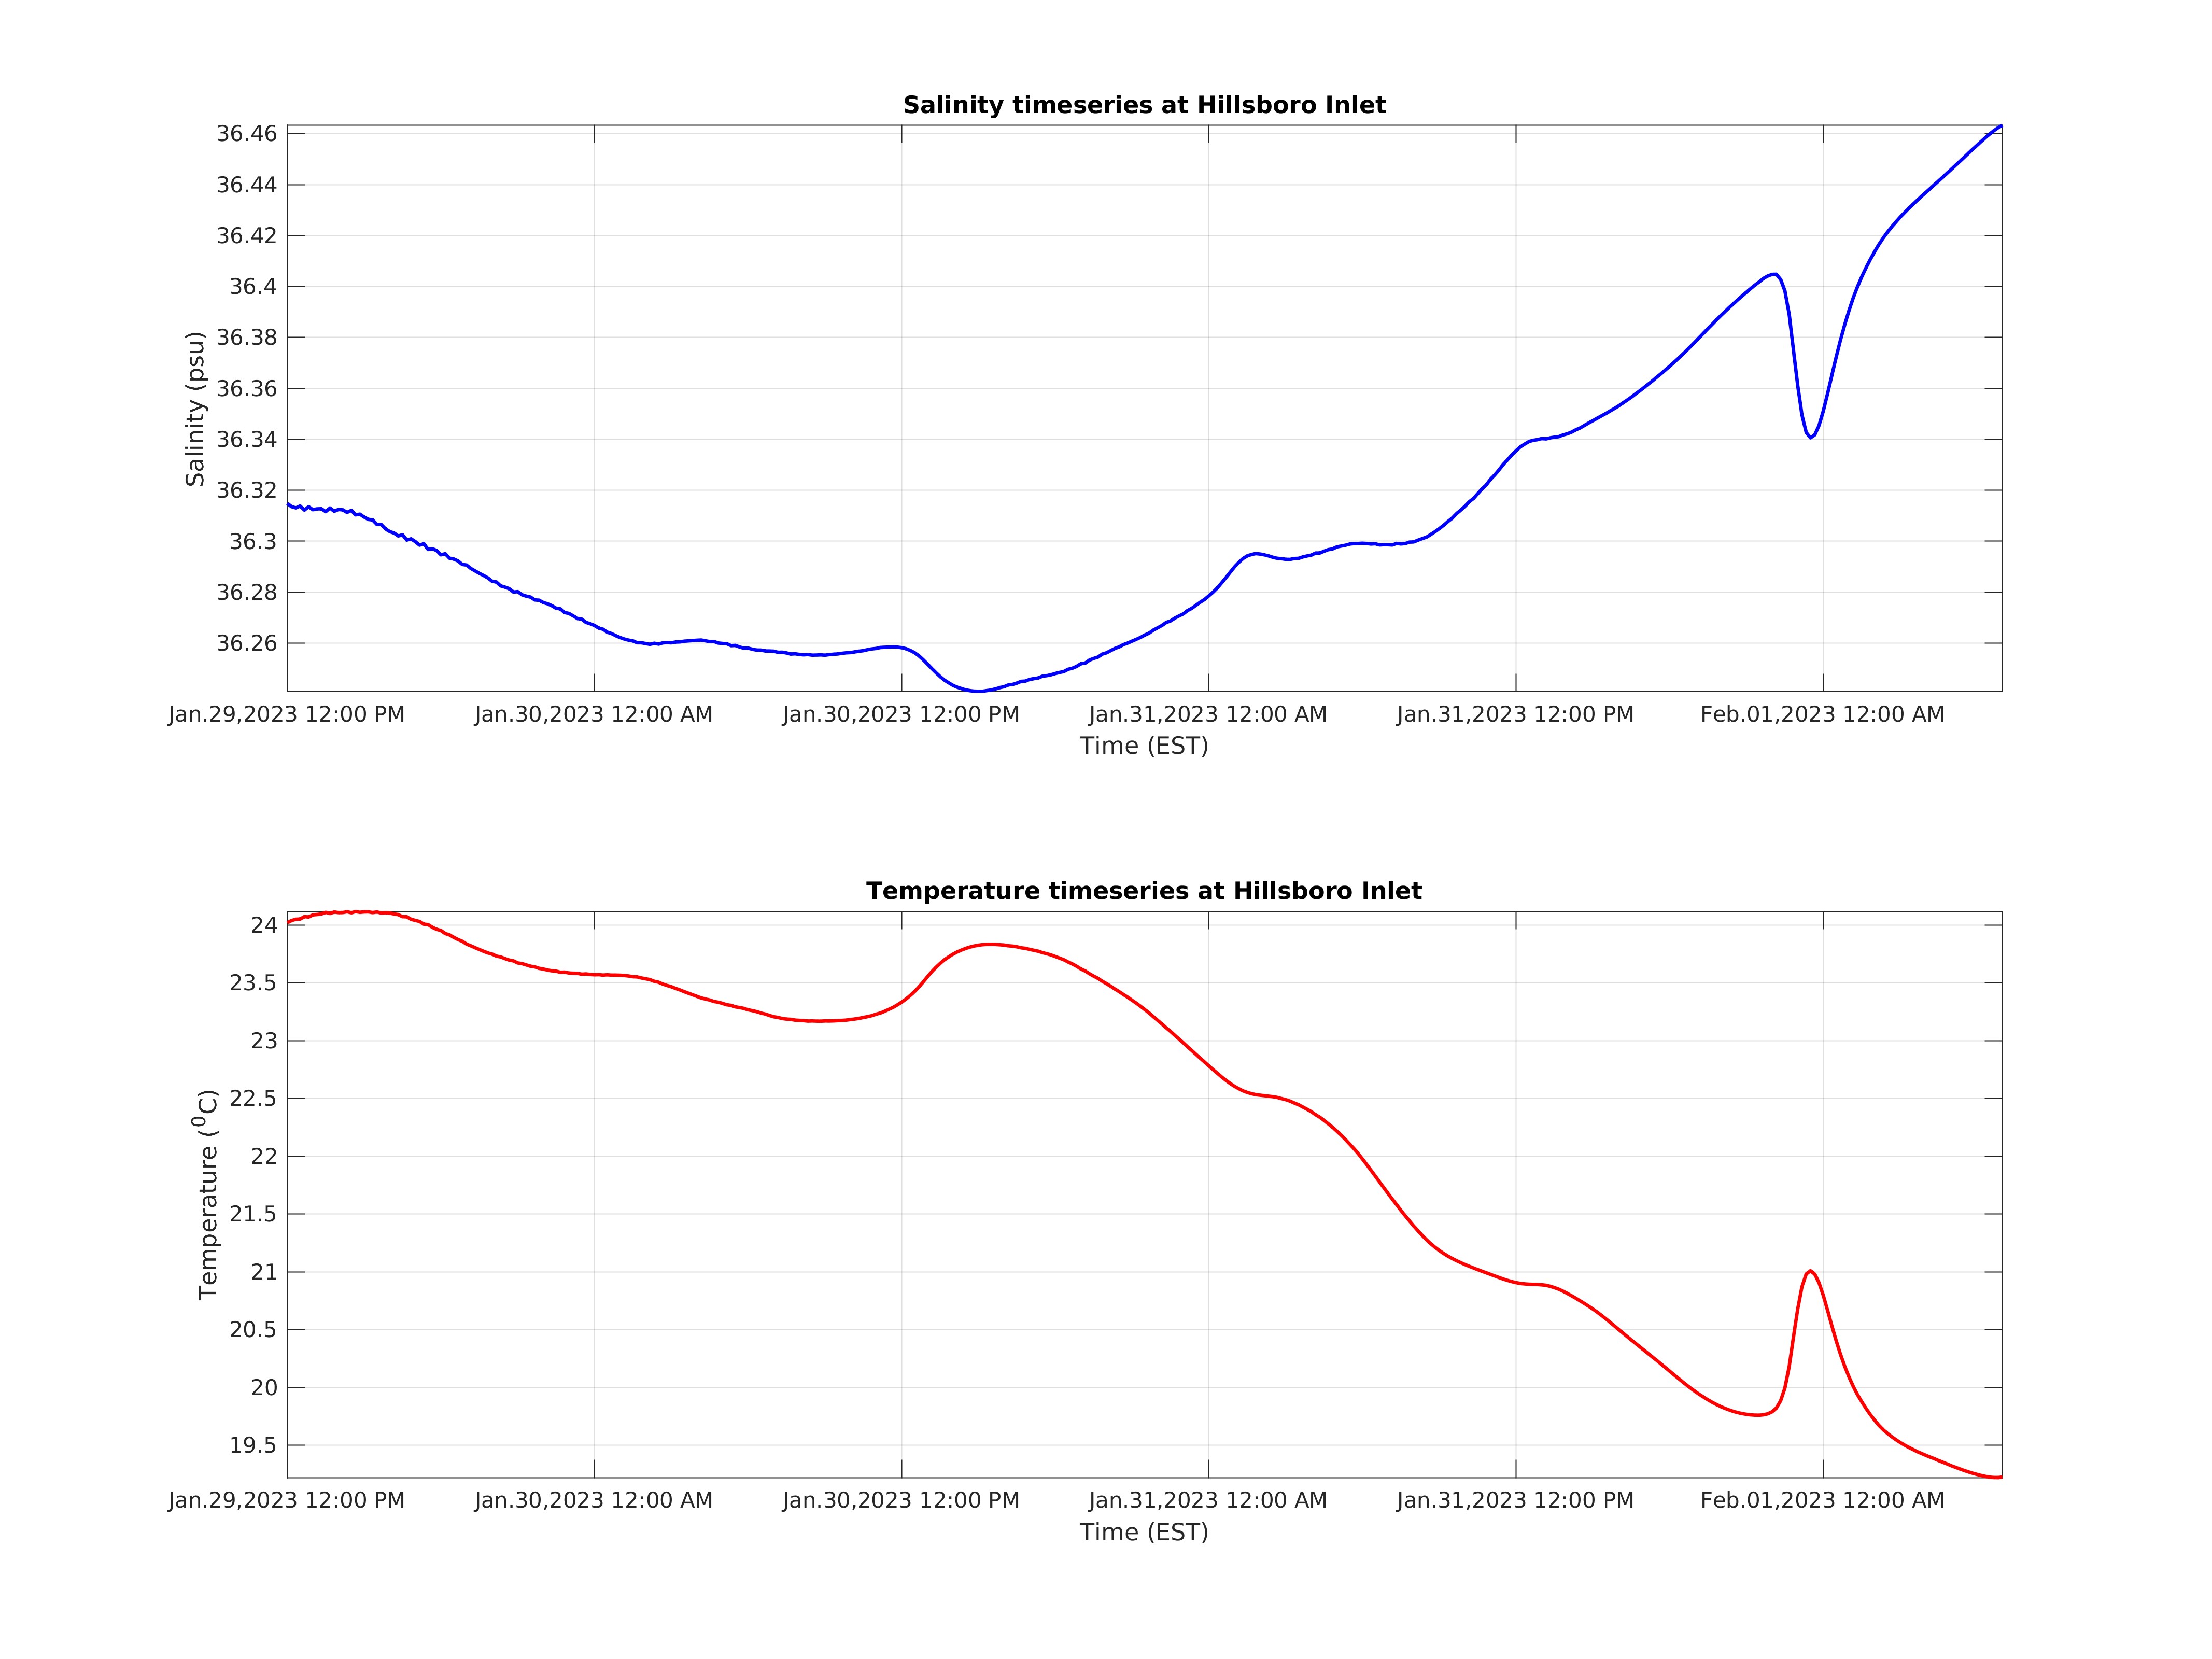 Salinity timeseries at Hillsboro Inlet
36.46
36.44
36.42
36.4
36.38
36.36
36.34
36.32
36.3
36.28
36.26
Salinity (psu)
Jan.29,2023 12:00 PM Jan.30,2023 12:00 AM Jan.30,2023 12:00 PM Jan.31,2023 12:00 AM Jan.31,2023 12:00 PM Feb.01,2023 12:00 AM
Time (EST)
Temperature timeseries at Hillsboro Inlet
24
23.5
23
22.5
22
21.5
21
20.5
20
19.5
Temperature (⁰C)
Jan.29,2023 12:00 PM Jan.30,2023 12:00 AM Jan.30,2023 12:00 PM Jan.31,2023 12:00 AM Jan.31,2023 12:00 PM Feb.01,2023 12:00 AM
Time (EST)